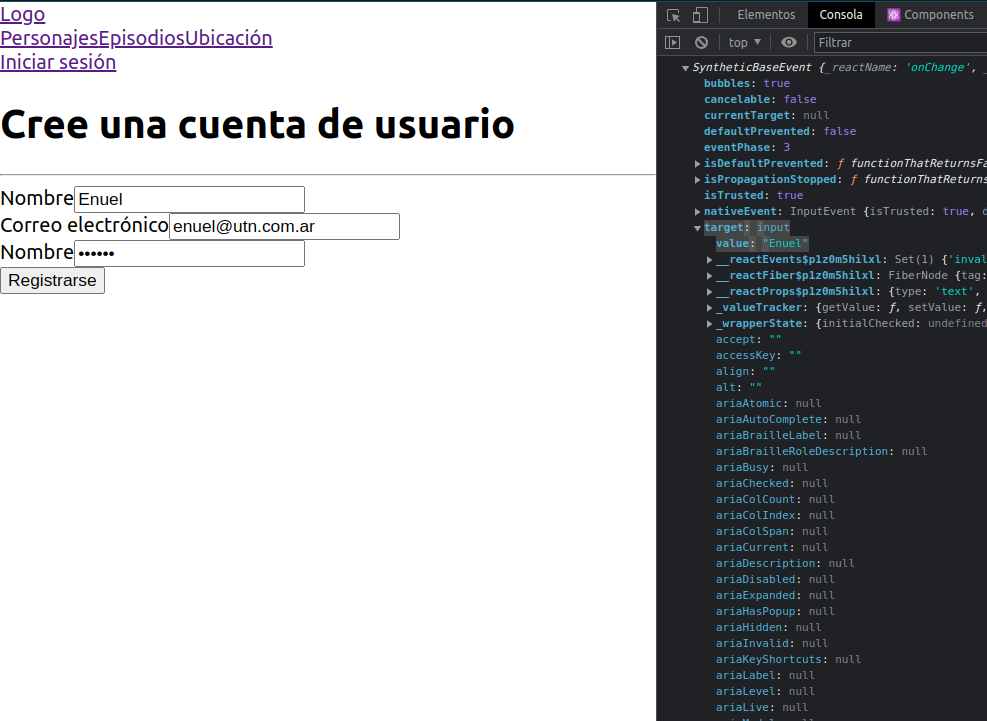 Logo
PersonajesEpisodiosUbicación
Iniciar sesión
Cree una cuenta de usuario
Nombre Enuel
Correo electrónico enuel@utn.com.ar
Nombre ••••••
Registrarse
Elementos Consola Components
top ▼ Filtrar
▼ SyntheticBaseEvent {_reactName: 'onChange', _
bubbles: true
cancelable: false
currentTarget: null
defaultPrevented: false
eventPhase: 3
▶ isDefaultPrevented: ƒ functionThatReturnsFa
▶ isPropagationStopped: ƒ functionThatReturns
isTrusted: true
▶ nativeEvent: InputEvent {isTrusted: true, d
▼ target: input
value: "Enuel"
▶ __reactEvents$p1z0m5hilxl: Set(1) {'inval
▶ __reactFiber$p1z0m5hilxl: FiberNode {tag:
▶ __reactProps$p1z0m5hilxl: {type: 'text',
▶ _valueTracker: {getValue: ƒ, setValue: ƒ,
▶ _wrapperState: {initialChecked: undefined
accept: ""
accessKey: ""
align: ""
alt: ""
ariaAtomic: null
ariaAutoComplete: null
ariaBrailleLabel: null
ariaBrailleRoleDescription: null
ariaBusy: null
ariaChecked: null
ariaColCount: null
ariaColIndex: null
ariaColSpan: null
ariaCurrent: null
ariaDescription: null
ariaDisabled: null
ariaExpanded: null
ariaHasPopup: null
ariaHidden: null
ariaInvalid: null
ariaKeyShortcuts: null
ariaLabel: null
ariaLevel: null
ariaLive: null